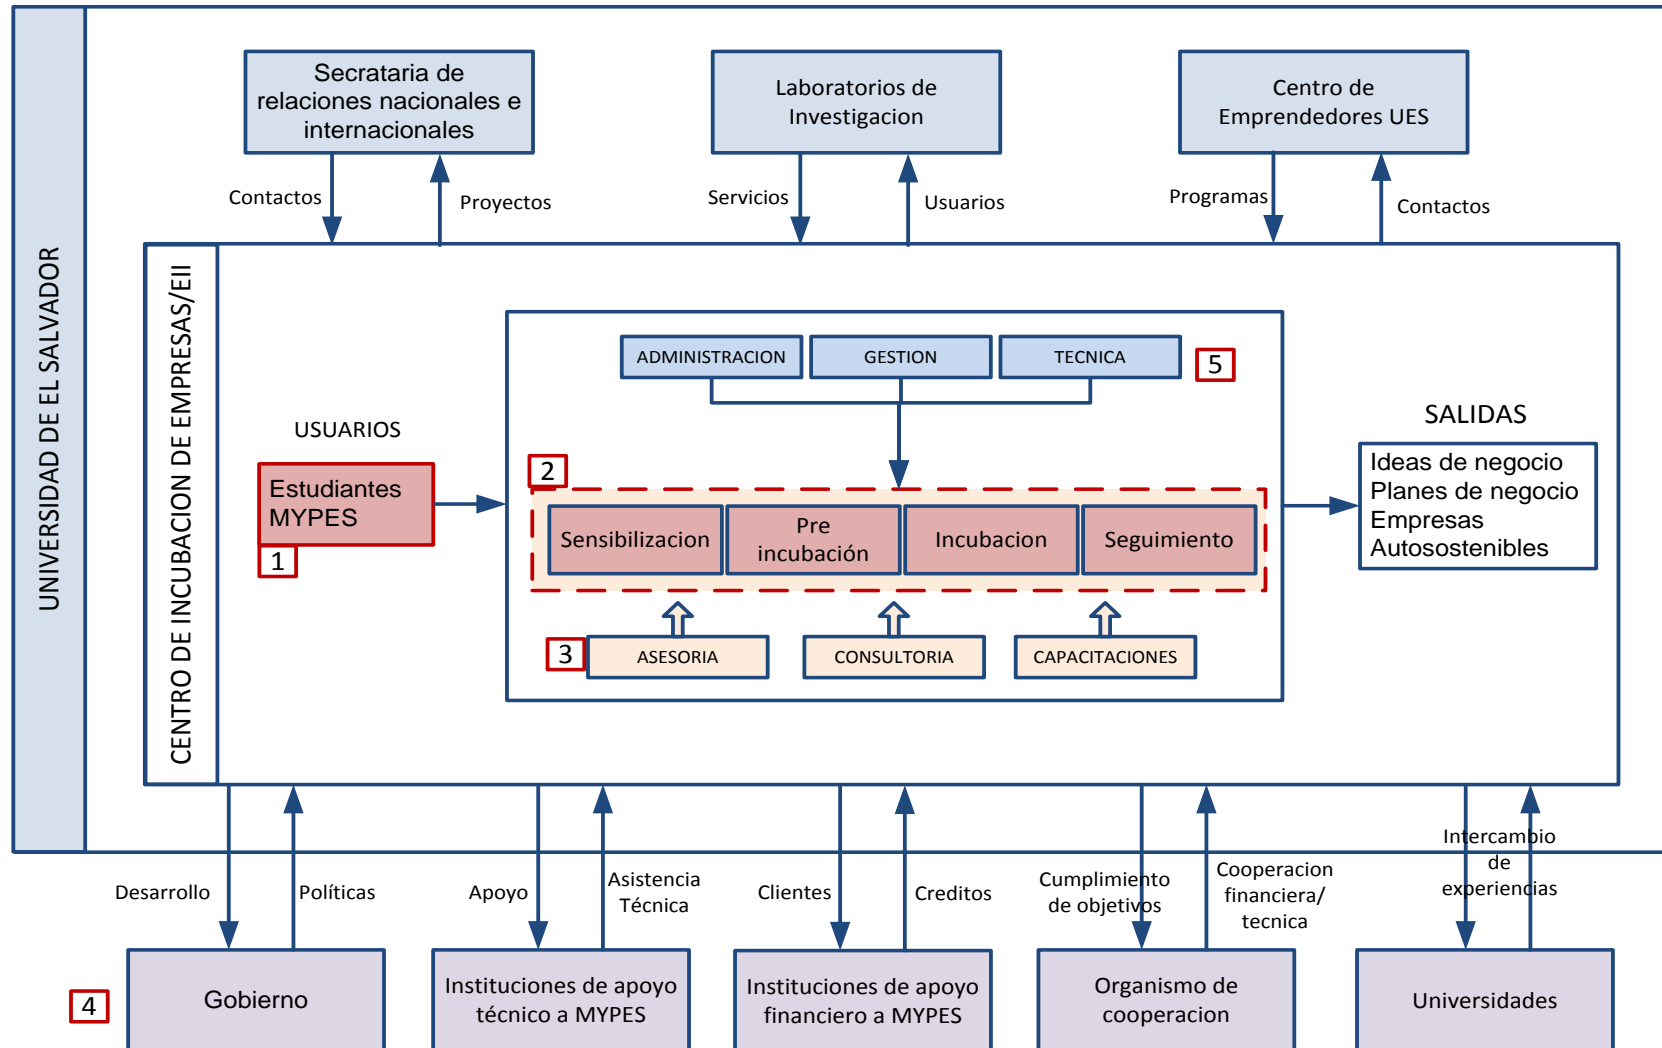 UNIVERSIDAD DE EL SALVADOR
Secrataria de
relaciones nacionales e
internacionales
Laboratorios de
Investigacion
Centro de
Emprendedores UES
Contactos
Proyectos
Servicios
Usuarios
Programas
Contactos
CENTRO DE INCUBACION DE EMPRESAS/EII
ADMINISTRACION
GESTION
TECNICA
5
USUARIOS
Estudiantes
MYPES
1
2
Sensibilizacion
Pre
incubación
Incubacion
Seguimiento
3
ASESORIA
CONSULTORIA
CAPACITACIONES
SALIDAS
Ideas de negocio
Planes de negocio
Empresas
Autosostenibles
Desarrollo
Políticas
Apoyo
Asistencia
Técnica
Clientes
Creditos
Cumplimiento
de objetivos
Cooperacion
financiera/
tecnica
Intercambio
de
experiencias
4
Gobierno
Instituciones de apoyo
técnico a MYPES
Instituciones de apoyo
financiero a MYPES
Organismo de
cooperacion
Universidades